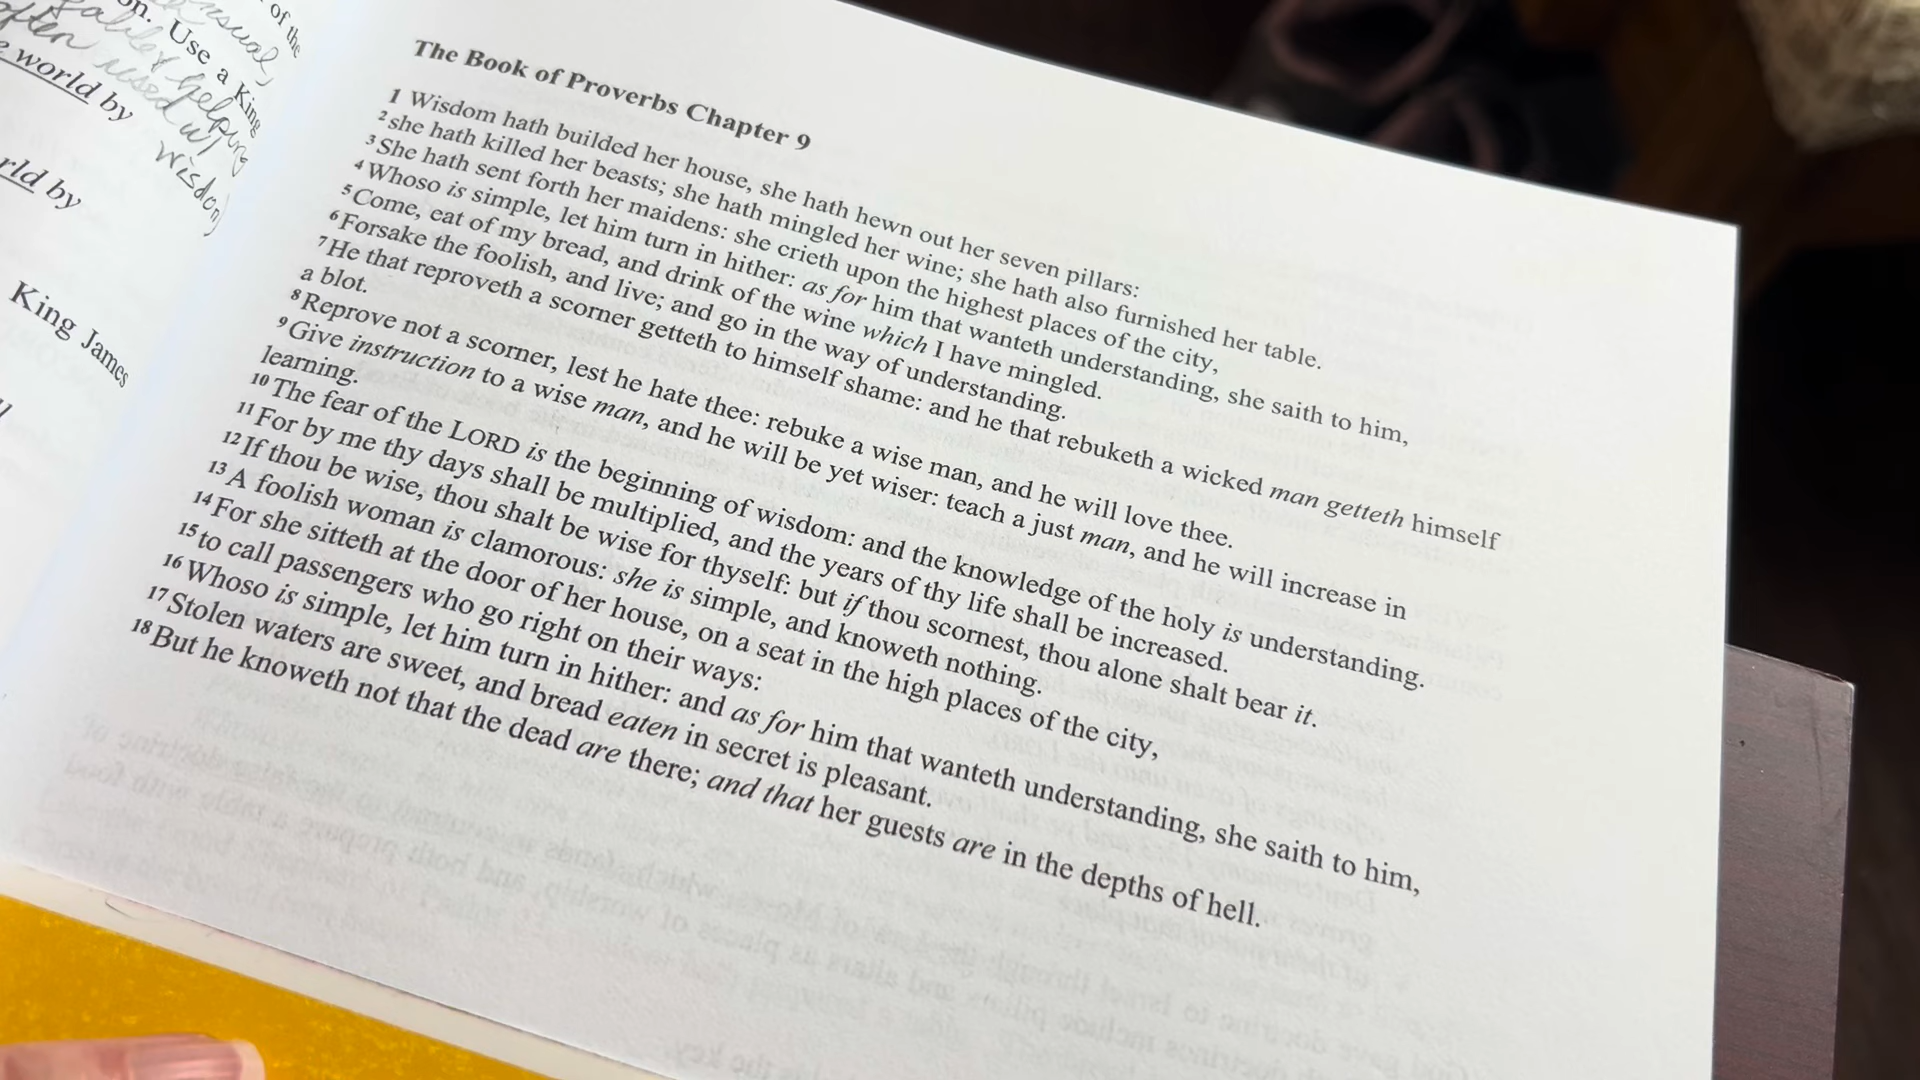 of the
on. Use a King
e world by
rld by
King James
usual,
often used w/
helping
Wisdom
The Book of Proverbs Chapter 9
1 Wisdom hath builded her house, she hath hewn out her seven pillars:
2 she hath killed her beasts; she hath mingled her wine; she hath also furnished her table.
3 She hath sent forth her maidens: she crieth upon the highest places of the city,
4 Whoso is simple, let him turn in hither: as for him that wanteth understanding, she saith to him,
5 Come, eat of my bread, and drink of the wine which I have mingled.
6 Forsake the foolish, and live; and go in the way of understanding.
7 He that reproveth a scorner getteth to himself shame: and he that rebuketh a wicked man getteth himself
a blot.
8 Reprove not a scorner, lest he hate thee: rebuke a wise man, and he will love thee.
9 Give instruction to a wise man, and he will be yet wiser: teach a just man, and he will increase in
learning.
10 The fear of the LORD is the beginning of wisdom: and the knowledge of the holy is understanding.
11 For by me thy days shall be multiplied, and the years of thy life shall be increased.
12 If thou be wise, thou shalt be wise for thyself: but if thou scornest, thou alone shalt bear it.
13 A foolish woman is clamorous: she is simple, and knoweth nothing.
14 For she sitteth at the door of her house, on a seat in the high places of the city,
15 to call passengers who go right on their ways:
16 Whoso is simple, let him turn in hither: and as for him that wanteth understanding, she saith to him,
17 Stolen waters are sweet, and bread eaten in secret is pleasant.
18 But he knoweth not that the dead are there; and that her guests are in the depths of hell.